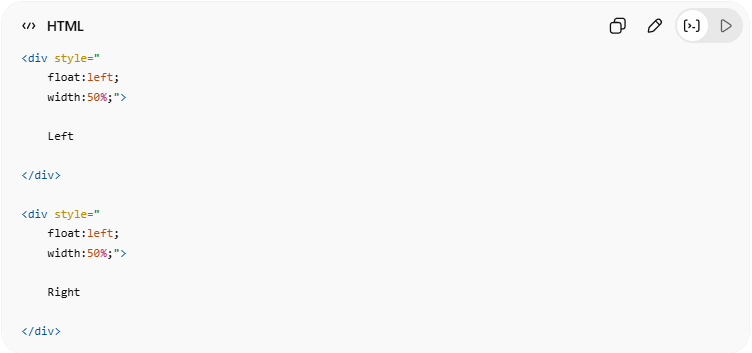 HTML
<div style="
float:left;
width:50%;">
Left
</div>
<div style="
float:left;
width:50%;">
Right
</div>